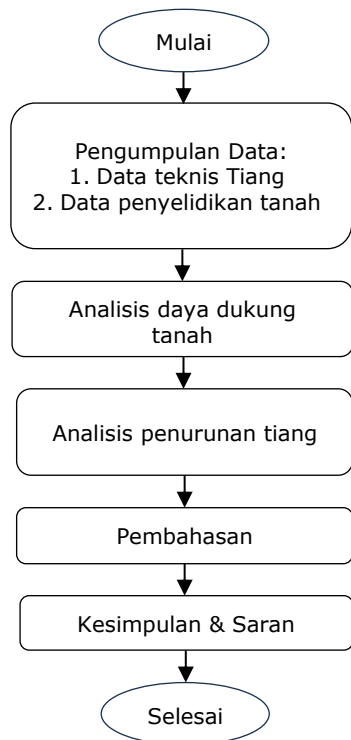 Mulai
Pengumpulan Data:
1. Data teknis Tiang
2. Data penyelidikan tanah
Analisis daya dukung
tanah
Analisis penurunan tiang
Pembahasan
Kesimpulan & Saran
Selesai